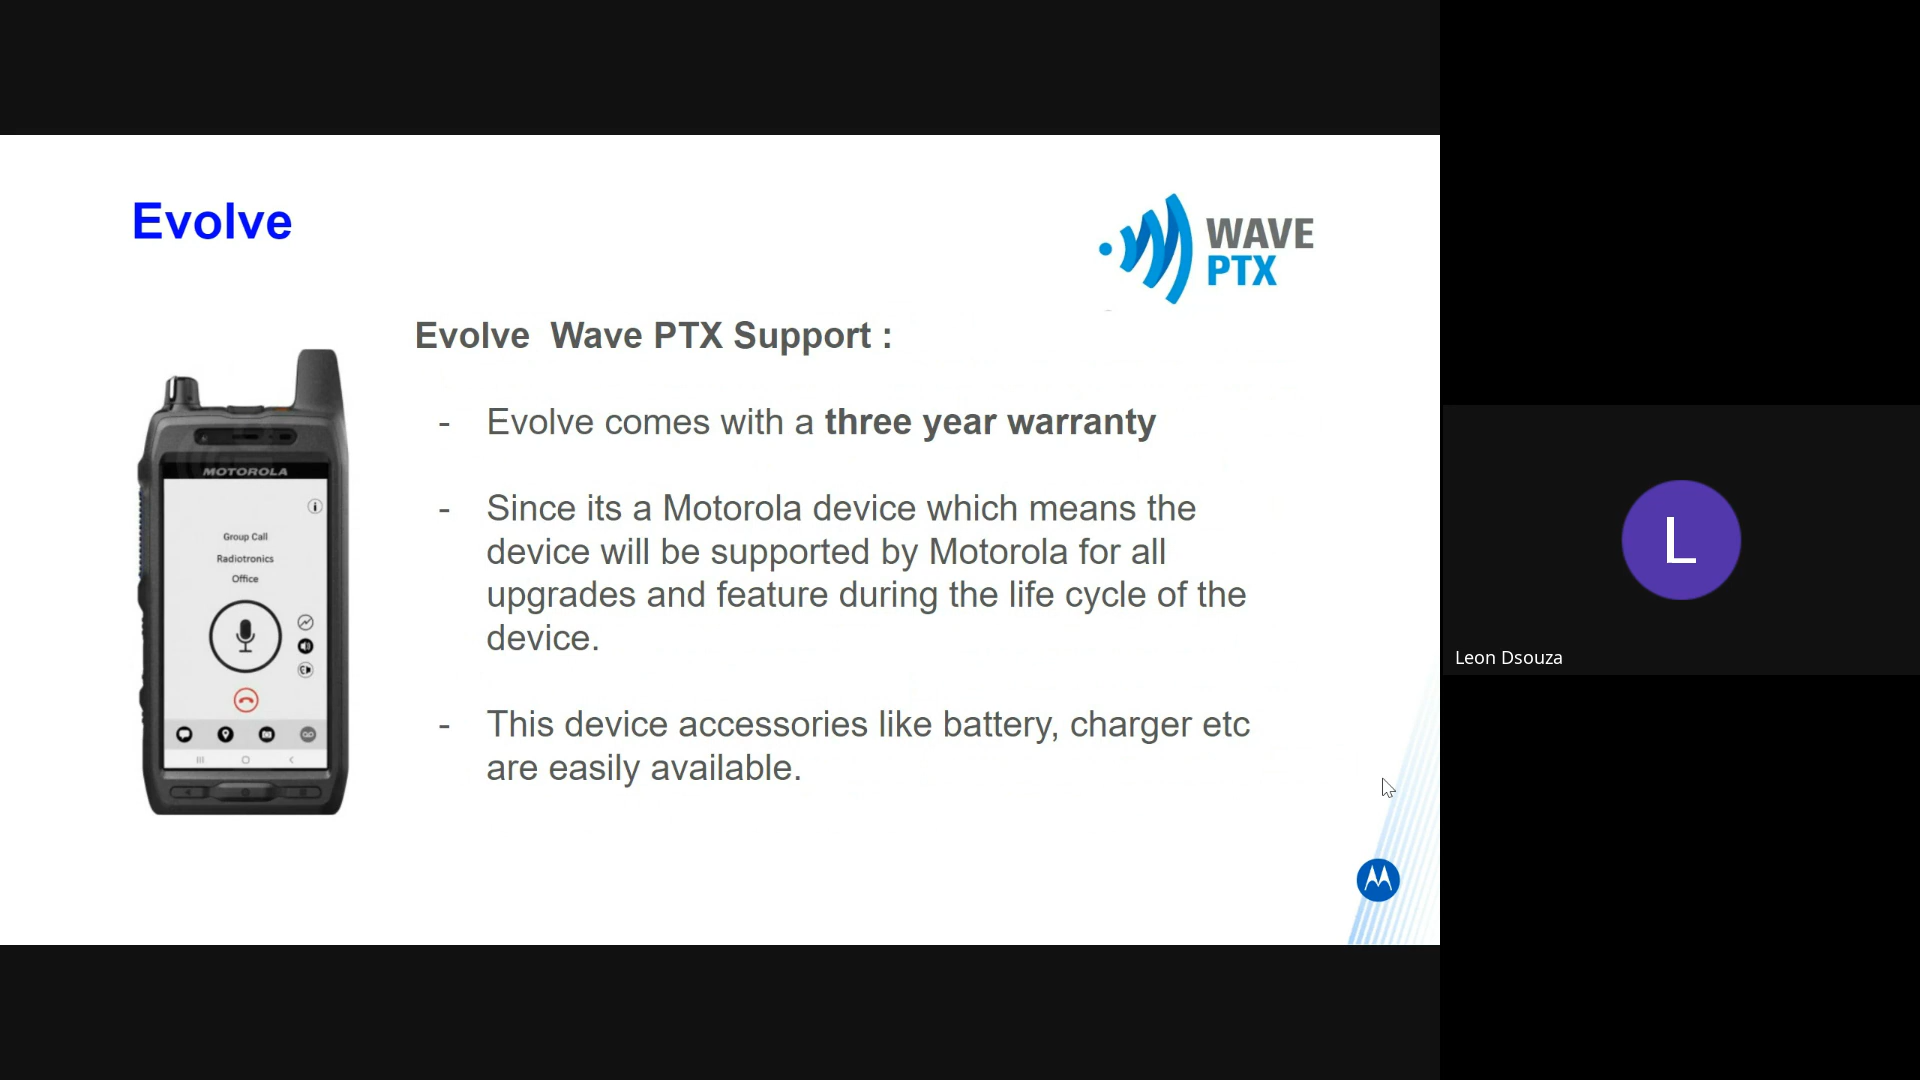 Evolve
WAVE
PTX
Evolve  Wave PTX Support :
- Evolve comes with a three year warranty
- Since its a Motorola device which means the
device will be supported by Motorola for all
upgrades and feature during the life cycle of the
device.
- This device accessories like battery, charger etc
are easily available.
MOTOROLA
Group Call
Radiotronics
Office
L
Leon Dsouza